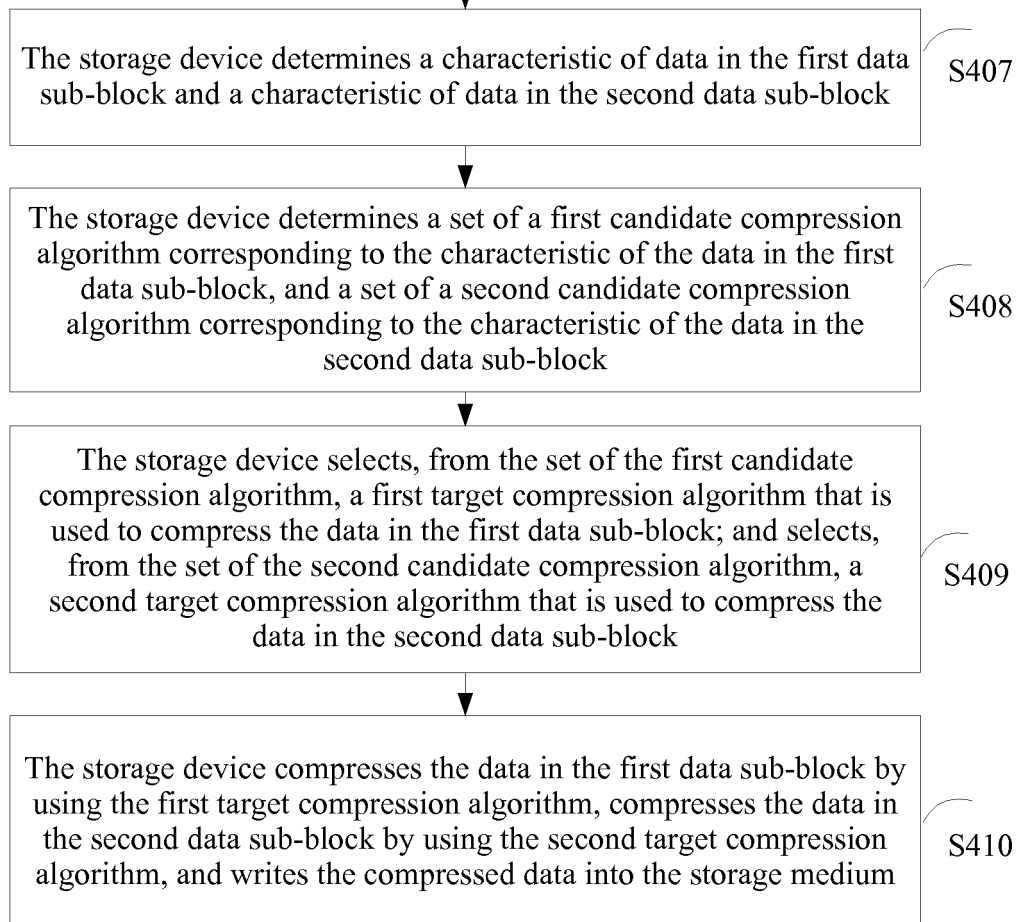 The storage device determines a characteristic of data in the first data
sub-block and a characteristic of data in the second data sub-block
S407
The storage device determines a set of a first candidate compression
algorithm corresponding to the characteristic of the data in the first
data sub-block, and a set of a second candidate compression
algorithm corresponding to the characteristic of the data in the
second data sub-block
S408
The storage device selects, from the set of the first candidate
compression algorithm, a first target compression algorithm that is
used to compress the data in the first data sub-block; and selects,
from the set of the second candidate compression algorithm, a
second target compression algorithm that is used to compress the
data in the second data sub-block
S409
The storage device compresses the data in the first data sub-block by
using the first target compression algorithm, compresses the data in
the second data sub-block by using the second target compression
algorithm, and writes the compressed data into the storage medium
S410